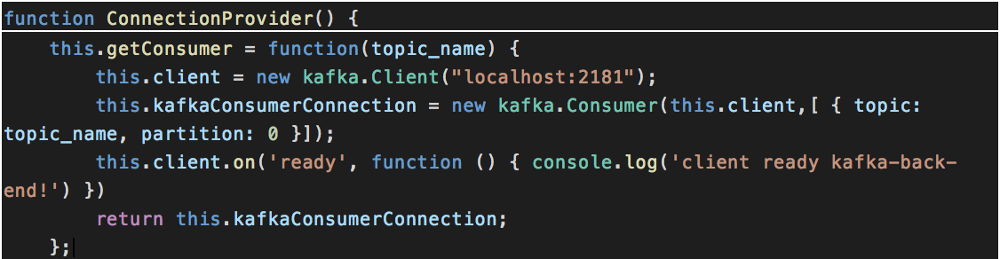 function ConnectionProvider() {
    this.getConsumer = function(topic_name) {
        this.client = new kafka.Client("localhost:2181");
        this.kafkaConsumerConnection = new kafka.Consumer(this.client,[ { topic:
topic_name, partition: 0 }]);
        this.client.on('ready', function () { console.log('client ready kafka-back-
end!') })
        return this.kafkaConsumerConnection;
    };